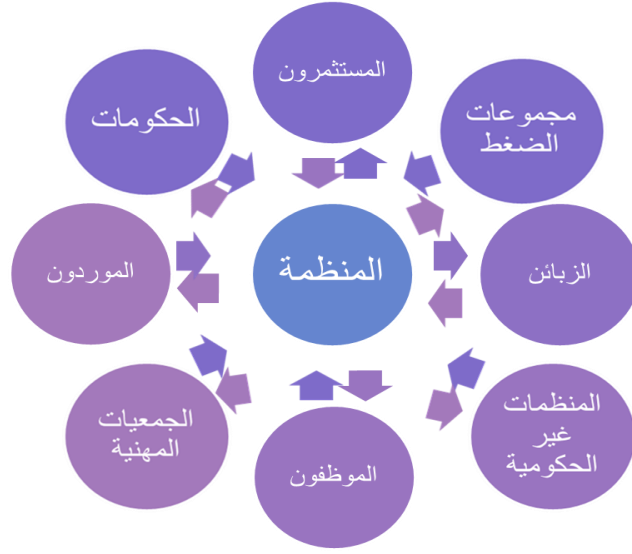 المستثمرون
مجموعات
الضغط
الحكومات
المنظمة
الزبائن
الموردون
المنظمات
غير
الحكومية
الجمعيات
المهنية
الموظفون